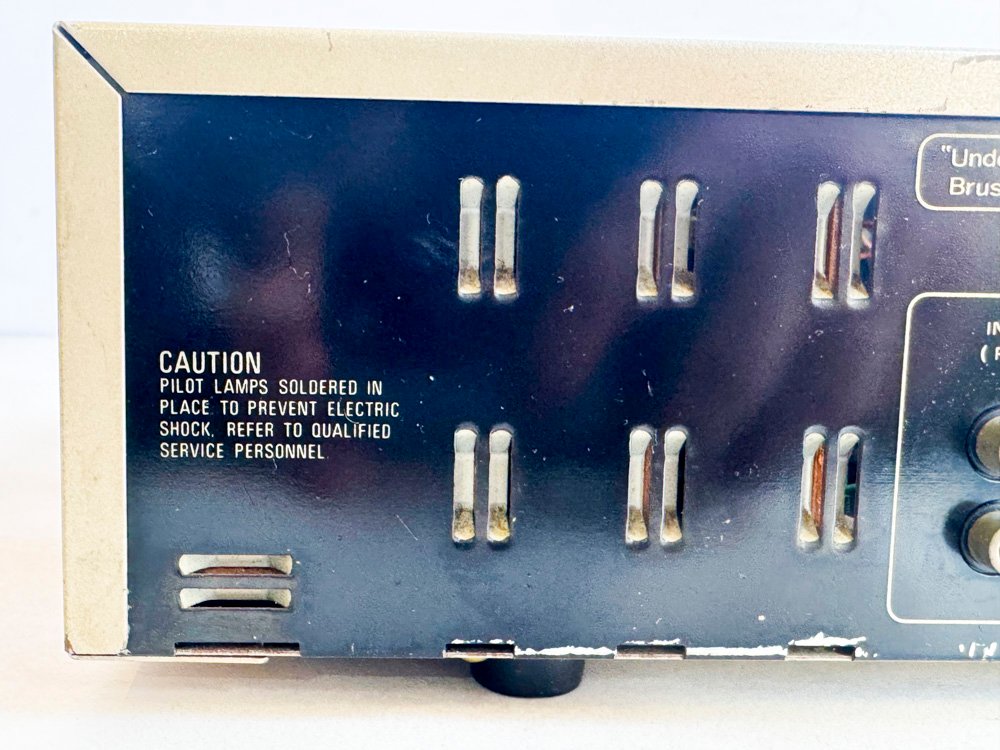 CAUTION
PILOT LAMPS SOLDERED IN
PLACE TO PREVENT ELECTRIC
SHOCK, REFER TO QUALIFIED
SERVICE PERSONNEL